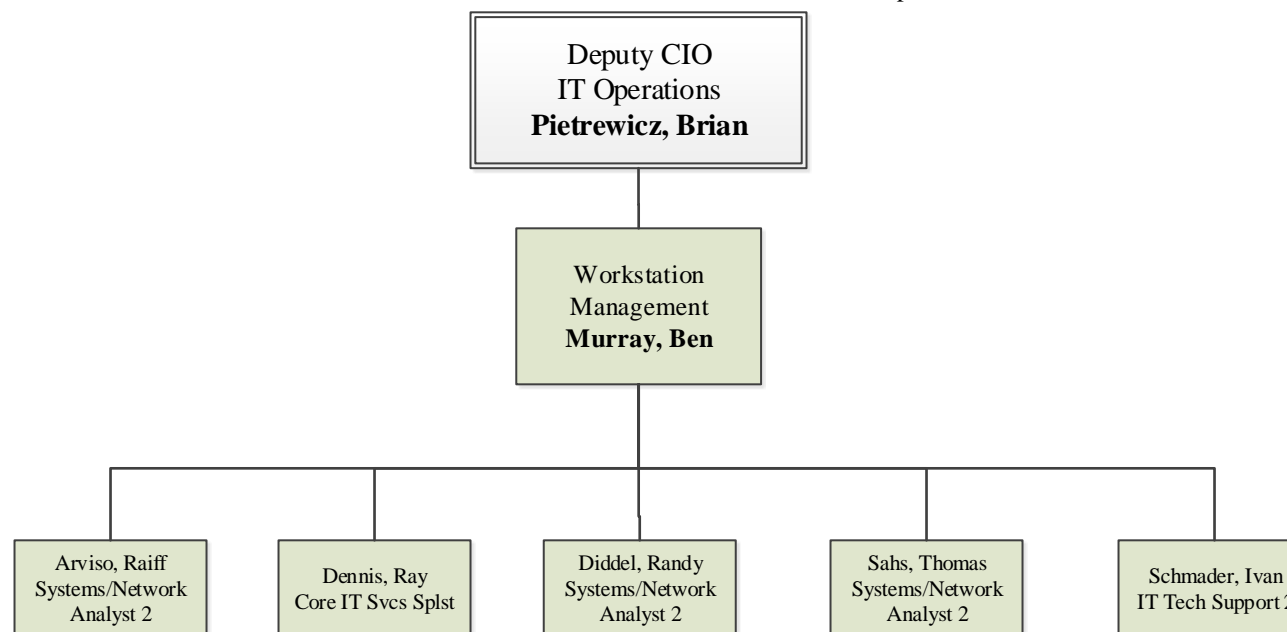 Deputy CIO
IT Operations
Pietrewicz, Brian
Workstation
Management
Murray, Ben
Arviso, Raiff
Systems/Network
Analyst 2
Dennis, Ray
Core IT Svcs Splst
Diddel, Randy
Systems/Network
Analyst 2
Sahs, Thomas
Systems/Network
Analyst 2
Schmader, Ivan
IT Tech Support